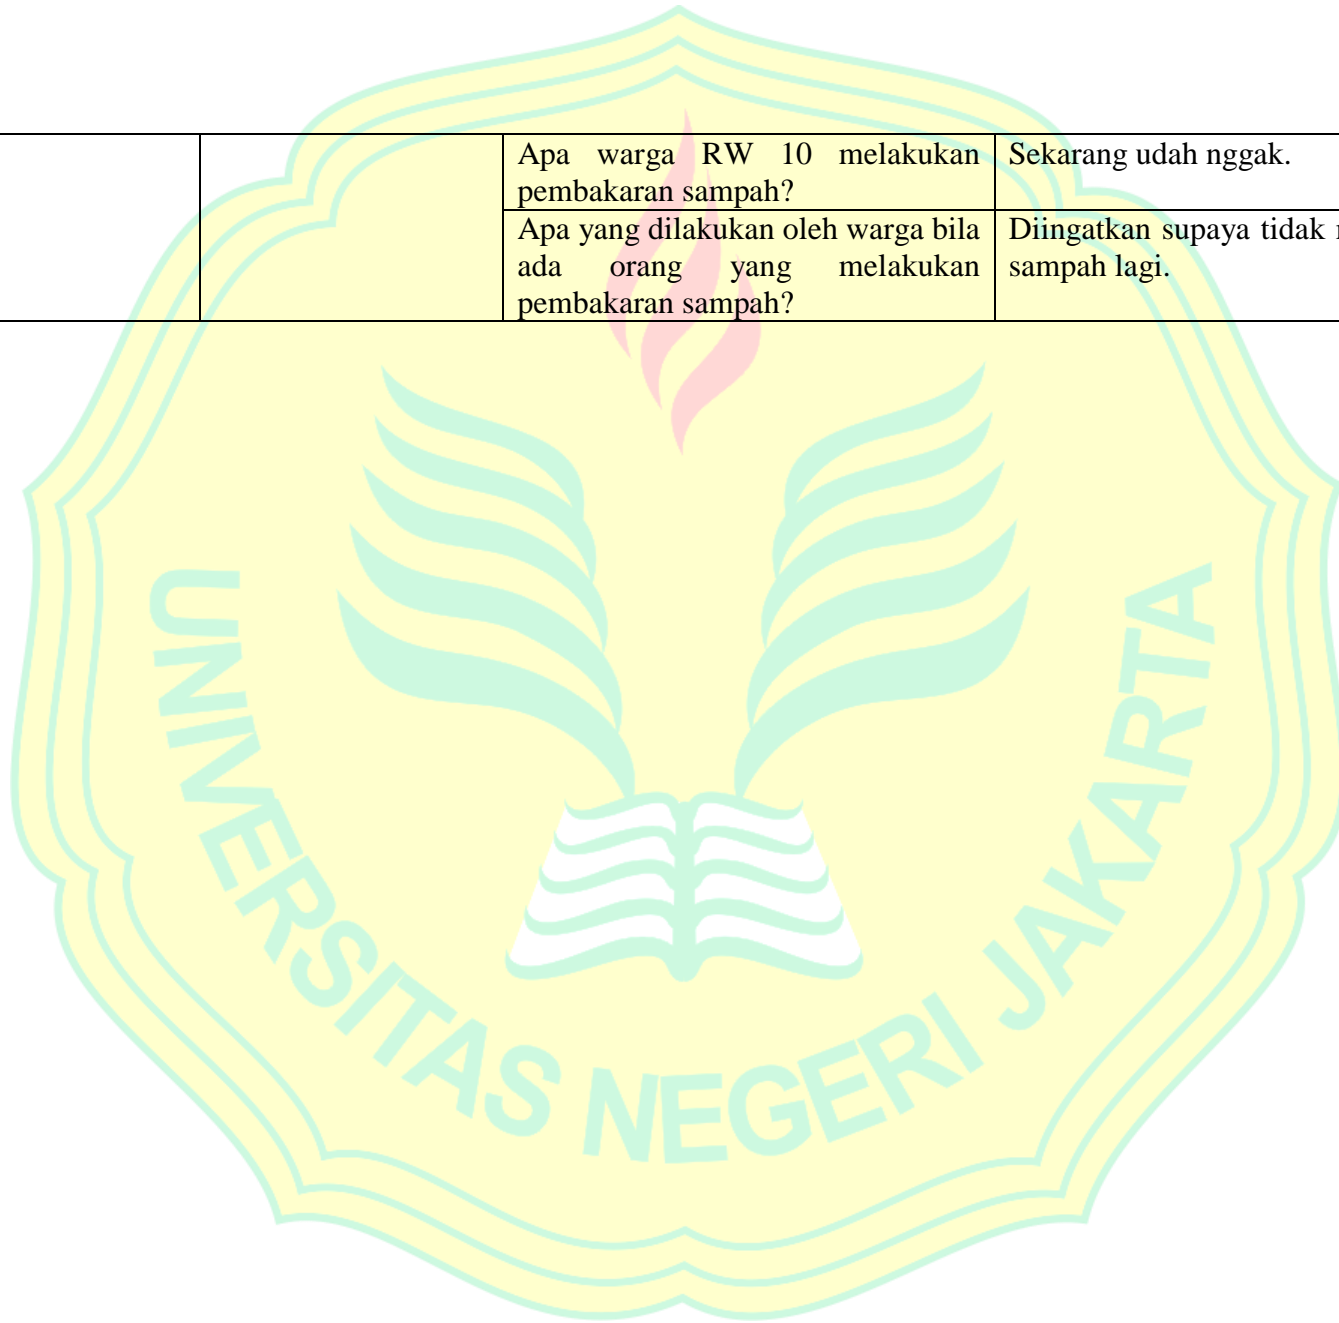 Apa warga RW 10 melakukan
pembakaran sampah?
Sekarang udah nggak.
Apa yang dilakukan oleh warga bila
ada orang yang melakukan
pembakaran sampah?
Diingatkan supaya tidak
sampah lagi.
UNIVERSITAS NEGERI JAKARTA